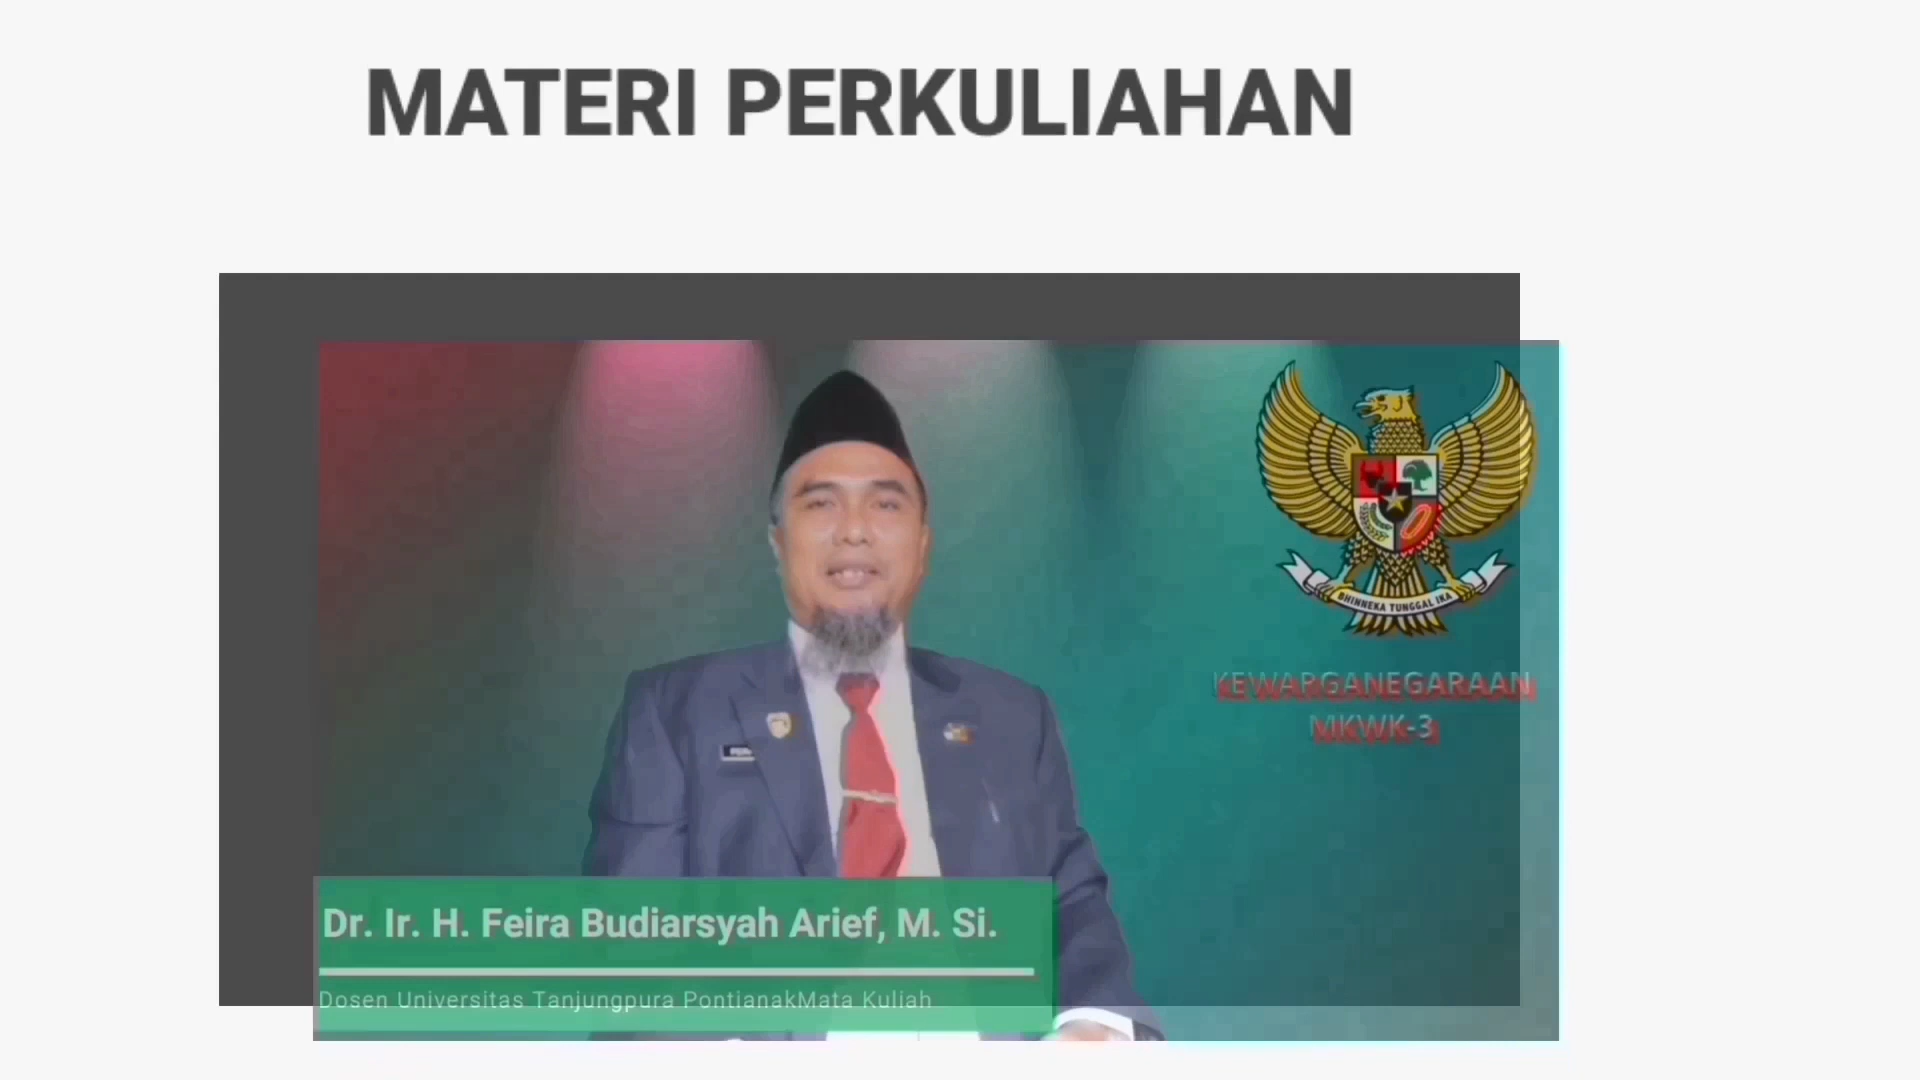 MATERI PERKULIAHAN
BHINNEKA TUNGGAL IKA
KEWARGANEGARAAN
MKWK-3
Dr. Ir. H. Feira Budiarsyah Arief, M. Si.
Dosen Universitas Tanjungpura PontianakMata Kuliah